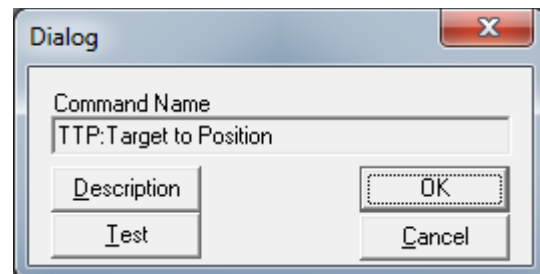 Dialog
Command Name
TTP:Target to Position
Description
OK
Test
Cancel